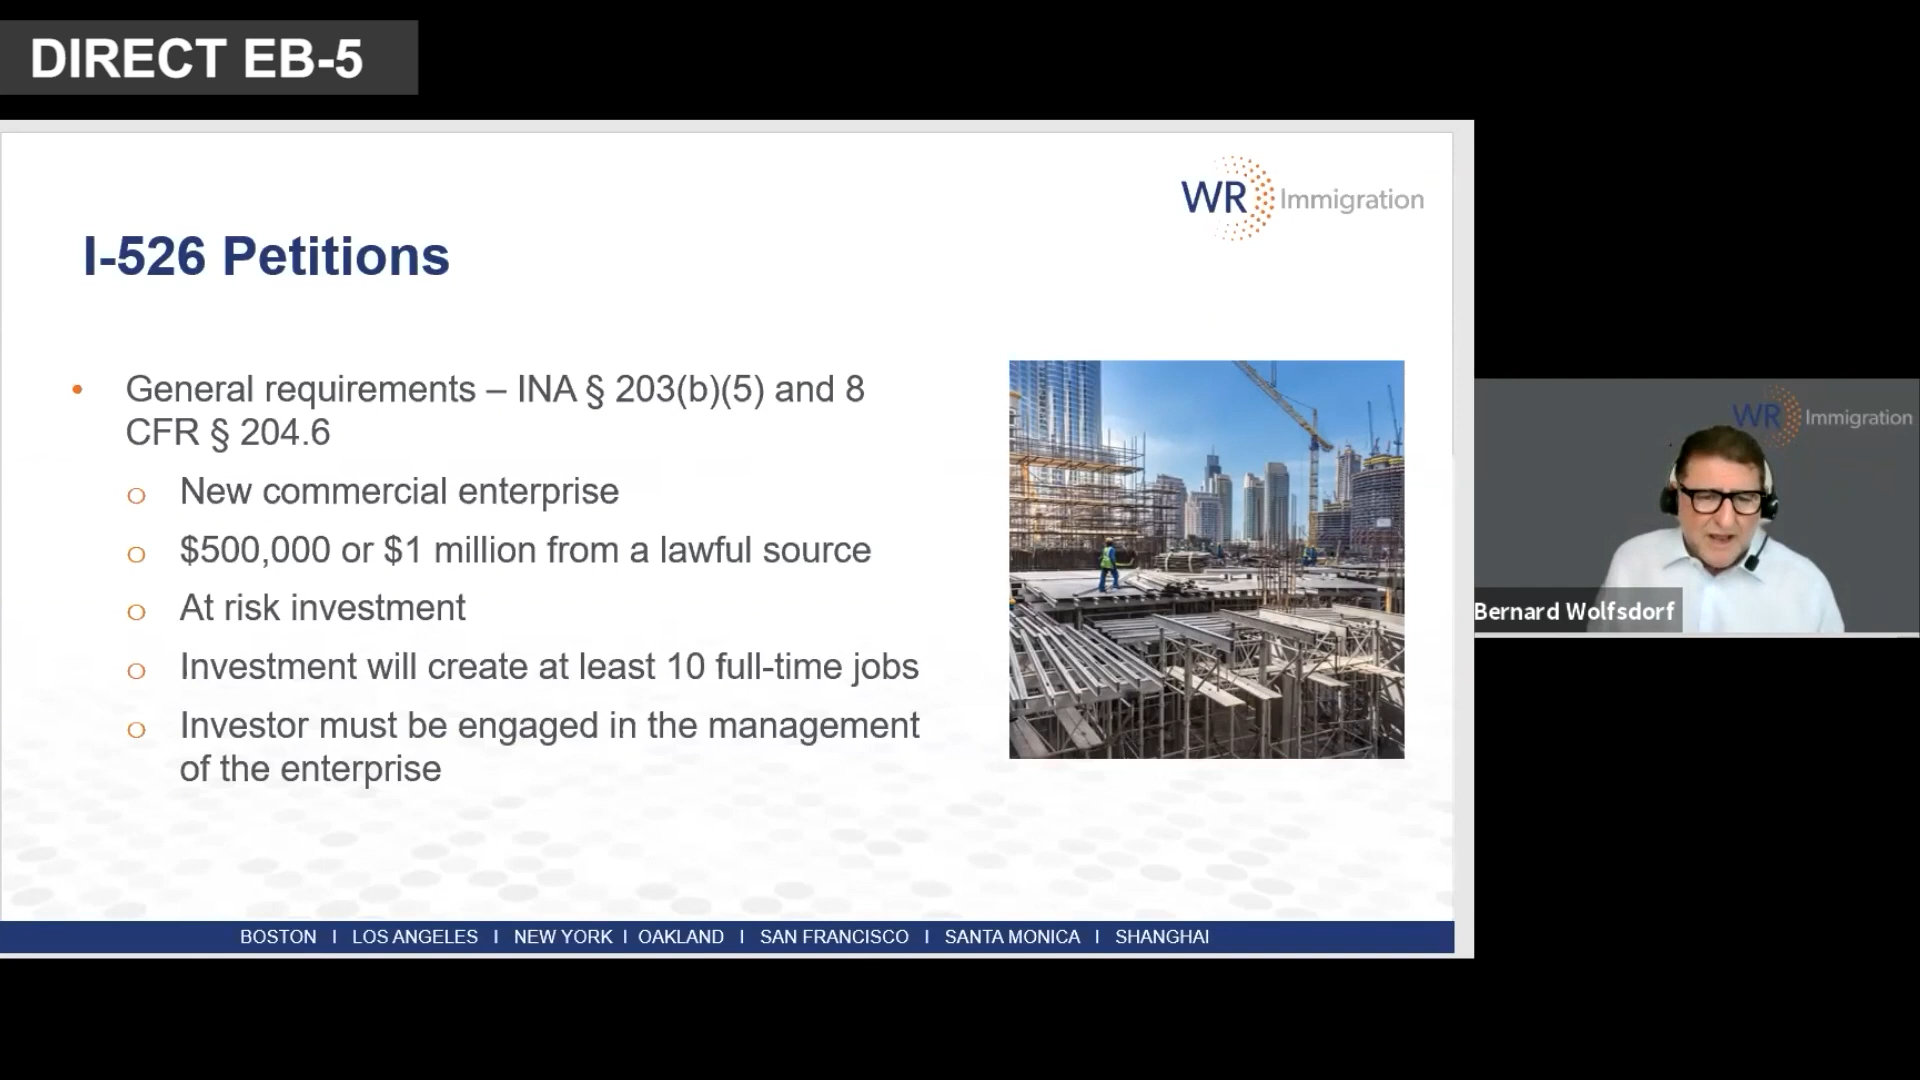 DIRECT EB-5
WR Immigration
I-526 Petitions
• General requirements – INA § 203(b)(5) and 8
CFR § 204.6
o New commercial enterprise
o $500,000 or $1 million from a lawful source
o At risk investment
o Investment will create at least 10 full-time jobs
o Investor must be engaged in the management
of the enterprise
WR Immigration
Bernard Wolfsdorf
BOSTON I LOS ANGELES I NEW YORK I OAKLAND I SAN FRANCISCO I SANTA MONICA I SHANGHAI